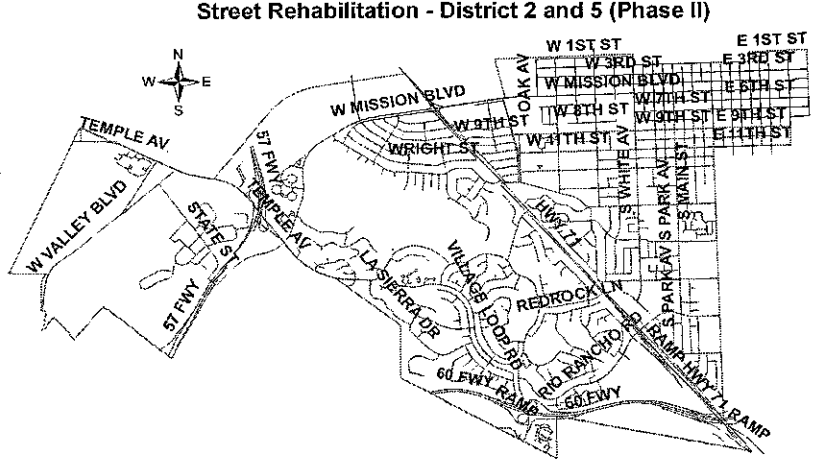 Street Rehabilitation - District 2 and 5 (Phase II)
N
W E
S
W 1ST ST
E 1ST ST
W 3RD ST
E 3RD ST
OAK AV
W MISSION BLVD
E 5TH ST
W MISSION BLVD
W 7TH ST
W 8TH ST
W 9TH ST
W 9TH ST
E 9TH ST
W 11TH ST
E 11TH ST
WRIGHT ST
TEMPLE AV
57 FWY
TEMPLE AV
W VALLEY BLVD
STATE ST
57 FWY
S WHITE AV
S PARK AV
S PARK AV
S MAIN ST
HWY 71
LA SIERRA DR
VILLAGE LOOP RD
REDROCK LN
RIO RANCHO RD
RAMP
HWY 71 RAMP
60 FWY RAMP
60 FWY